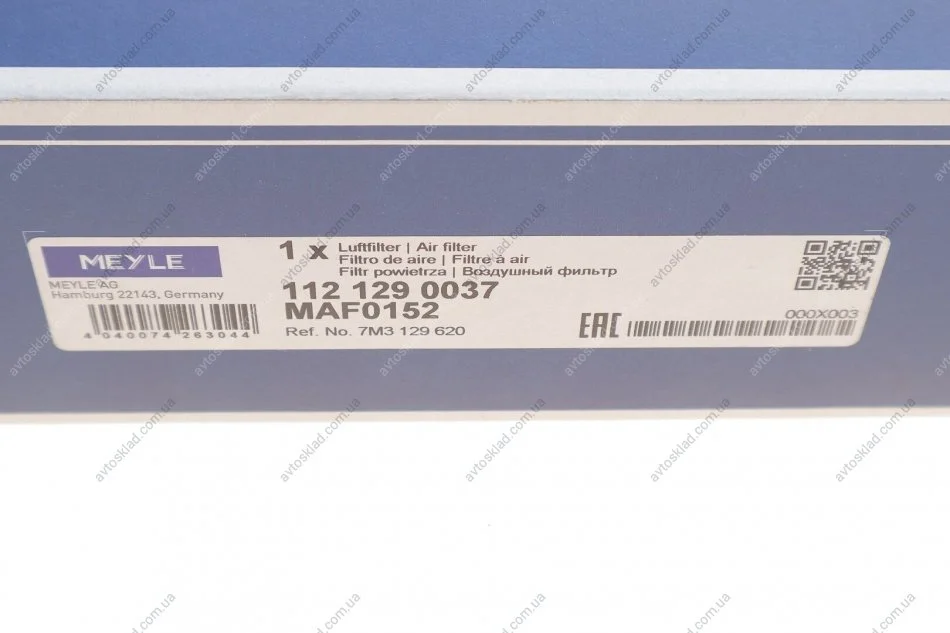 MEYLE
MEYLE AG
Hamburg 22143, Germany
4 040074 263044
1 x Luftfilter | Air filter
Filtro de aire | Filtre à air
Filtr powietrza | Воздушный фильтр
112 129 0037
MAF0152
Ref. No. 7M3 129 620
EAC
000X003
avtosklad.com.ua